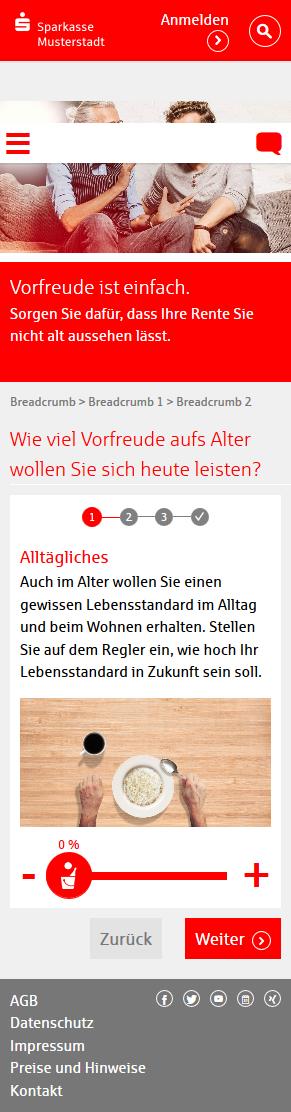 Sparkasse
Musterstadt
Anmelden
Vorfreude ist einfach.
Sorgen Sie dafür, dass Ihre Rente Sie
nicht alt aussehen lässt.
Breadcrumb > Breadcrumb 1 > Breadcrumb 2
Wie viel Vorfreude aufs Alter
wollen Sie sich heute leisten?
1 2 3
Alltägliches
Auch im Alter wollen Sie einen
gewissen Lebensstandard im Alltag
und beim Wohnen erhalten. Stellen
Sie auf dem Regler ein, wie hoch Ihr
Lebensstandard in Zukunft sein soll.
0 %
- +
Zurück Weiter
AGB
Datenschutz
Impressum
Preise und Hinweise
Kontakt